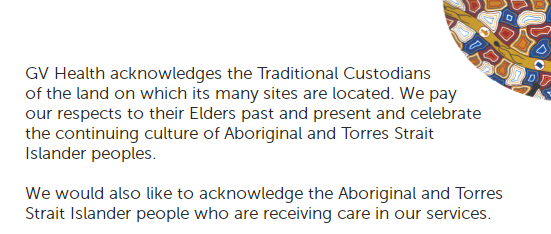 GV Health acknowledges the Traditional Custodians
of the land on which its many sites are located. We pay
our respects to their Elders past and present and celebrate
the continuing culture of Aboriginal and Torres Strait
Islander peoples.
We would also like to acknowledge the Aboriginal and Torres
Strait Islander people who are receiving care in our services.